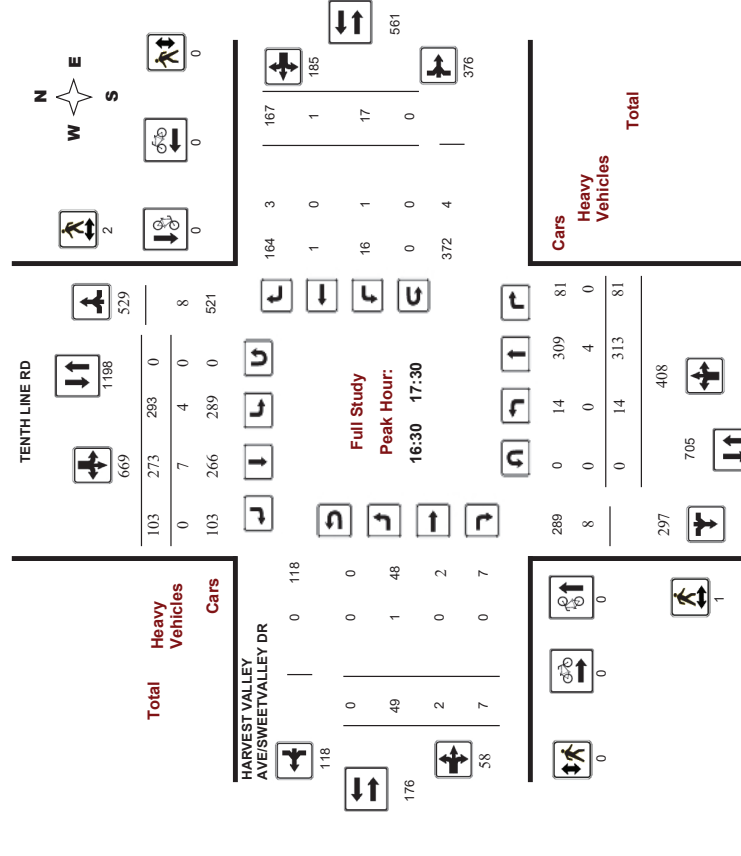 N
W E
S
TENTH LINE RD
2
0
0
0
1198
669
529
103 273 293 0
0 7 4 0 8
103 266 289 0 521
Total
Heavy
Vehicles
Cars
HARVEST VALLEY
AVE/SWEETVALLEY DR
118
0 118
176
58
0 0 0
49 1 48
2 0 2
7 0 7
Full Study
Peak Hour:
16:30 17:30
561
185
376
164 3 167
1 0 1
16 1 17
0 0 0
372 4
Cars
Heavy
Vehicles
Total
289 0 14 309 81
8 0 0 4 0
0 14 313 81
297
705
408
0
0
0
1